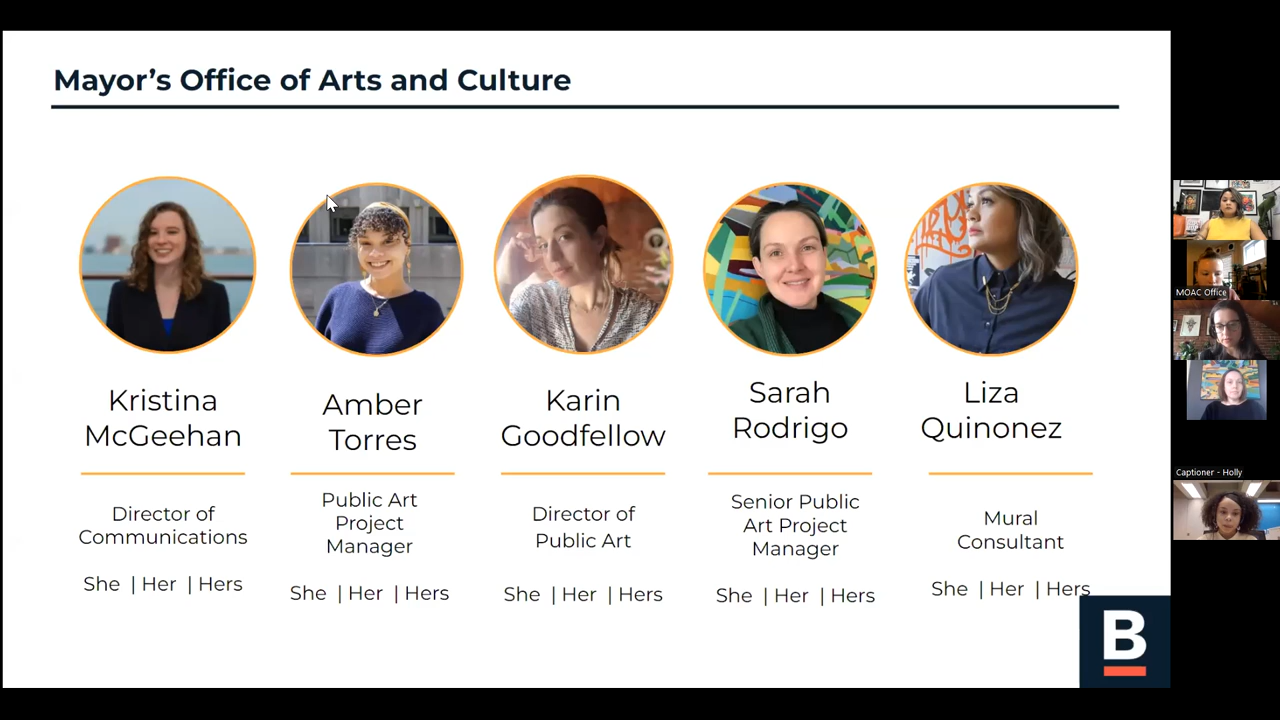 Mayor's Office of Arts and Culture
Kristina
McGeehan
Director of
Communications
She | Her | Hers
Amber
Torres
Public Art
Project
Manager
She | Her | Hers
Karin
Goodfellow
Director of
Public Art
She | Her | Hers
Sarah
Rodrigo
Senior Public
Art Project
Manager
She | Her | Hers
Liza
Quinonez
Mural
Consultant
She | Her | Hers
B
MOAC Office
Captioner - Holly